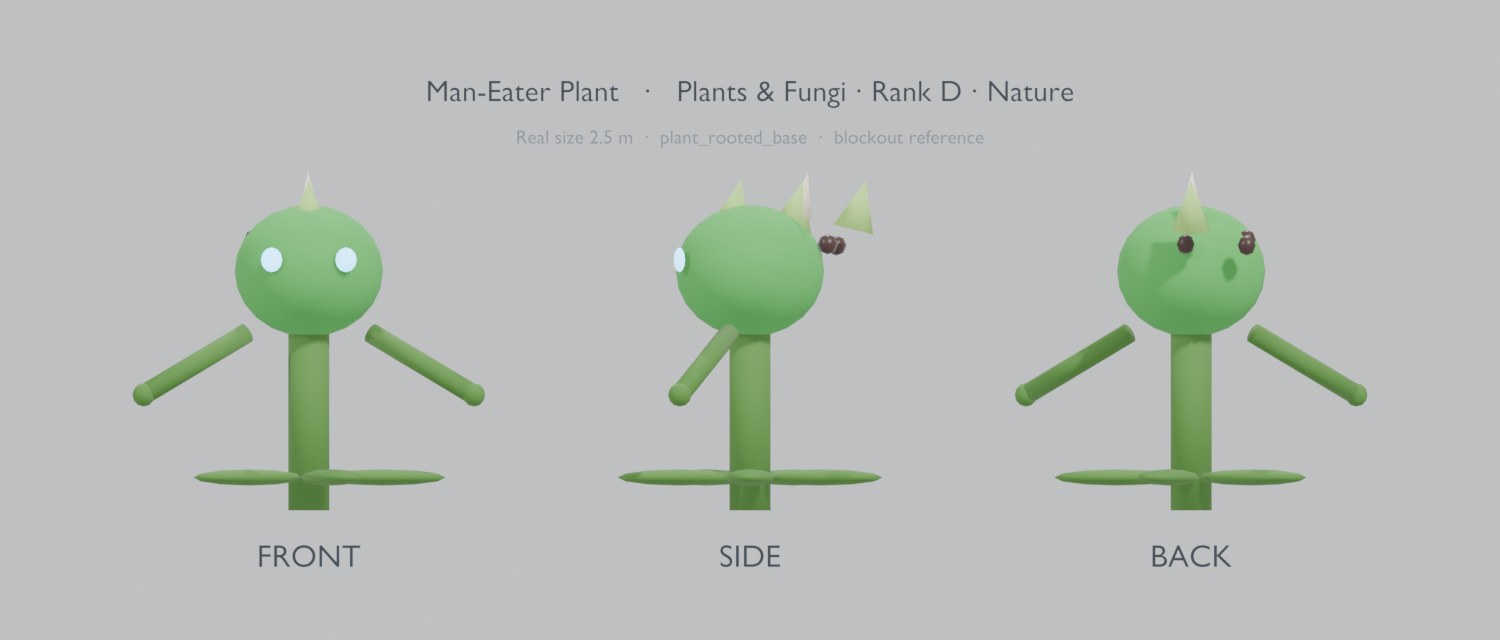 Man-Eater Plant · Plants & Fungi · Rank D · Nature
Real size 2.5 m · plant_rooted_base · blockout reference
FRONT
SIDE
BACK